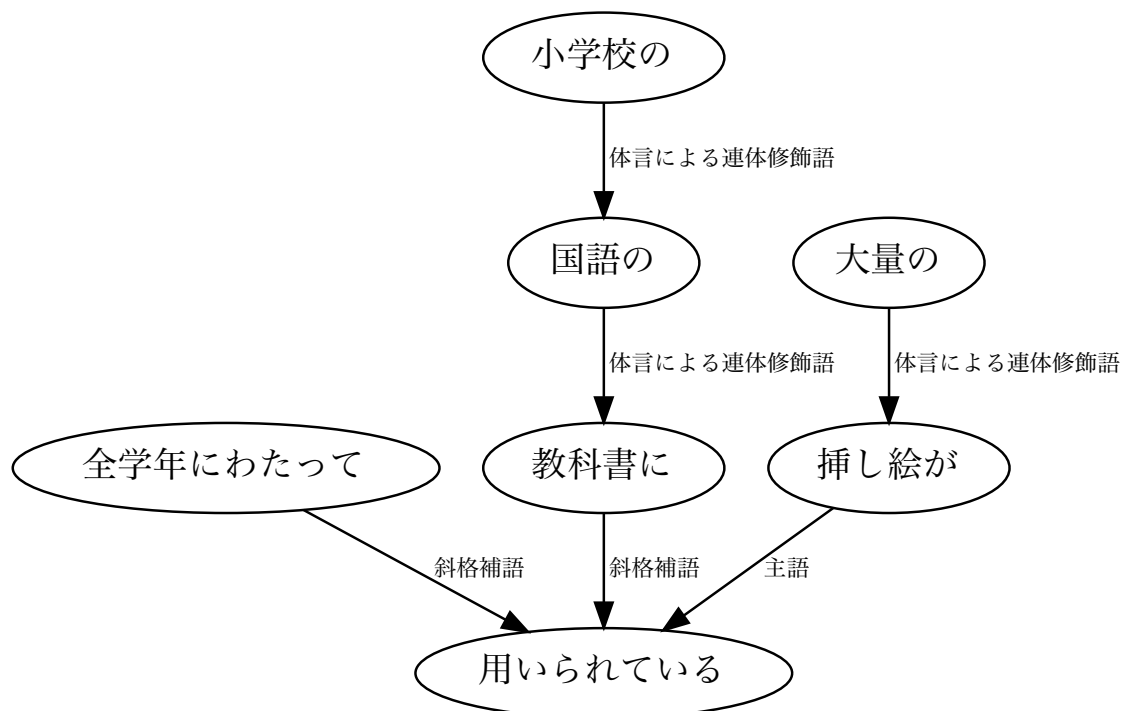 小学校の
体言による連体修飾語
国語の
大量の
体言による連体修飾語
体言による連体修飾語
全学年にわたって
教科書に
挿し絵が
斜格補語
斜格補語
主語
用いられている